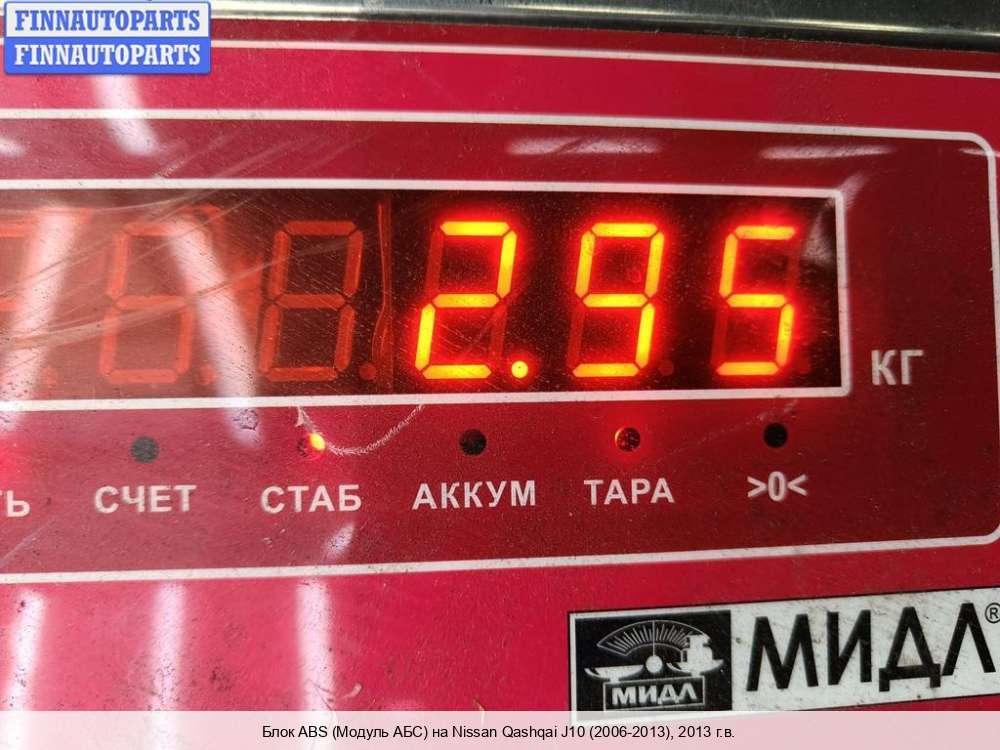 FINNAUTOPARTS
FINNAUTOPARTS
2.95
КГ
ТЬ СЧЕТ СТАБ АККУМ ТАРА >0<
МИДЛ МИДЛ®
Блок ABS (Модуль АБС) на Nissan Qashqai J10 (2006-2013), 2013 г.в.